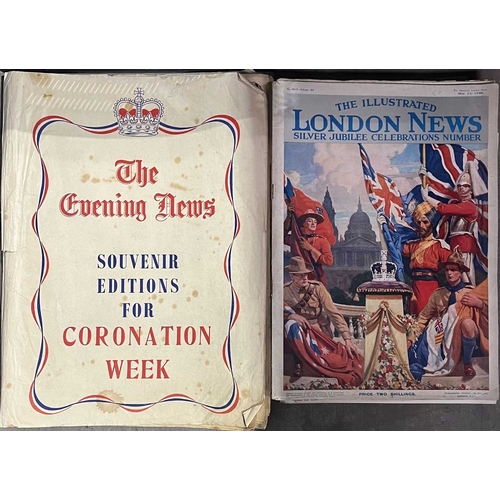 The
Evening News
SOUVENIR
EDITIONS
FOR
CORONATION
WEEK
THE ILLUSTRATED
LONDON NEWS
SILVER JUBILEE CELEBRATIONS NUMBER
PRICE TWO SHILLINGS.